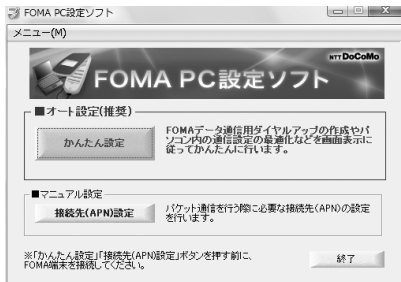 FOMA PC設定ソフト
メニュー(M)
NTT DoCoMo
FOMA PC設定ソフト
■オート設定(推奨)
かんたん設定
FOMAデータ通信用ダイヤルアップの作成やパ
ソコン内の通信設定の最適化などを画面表示に
従ってかんたんに行います。
■マニュアル設定
接続先(APN)設定
パケット通信を行う際に必要な接続先(APN)の設定
を行います。
※「かんたん設定」「接続先(APN)
設定」ボタンを押す前に、
FOMA端末を接続してください。
終了